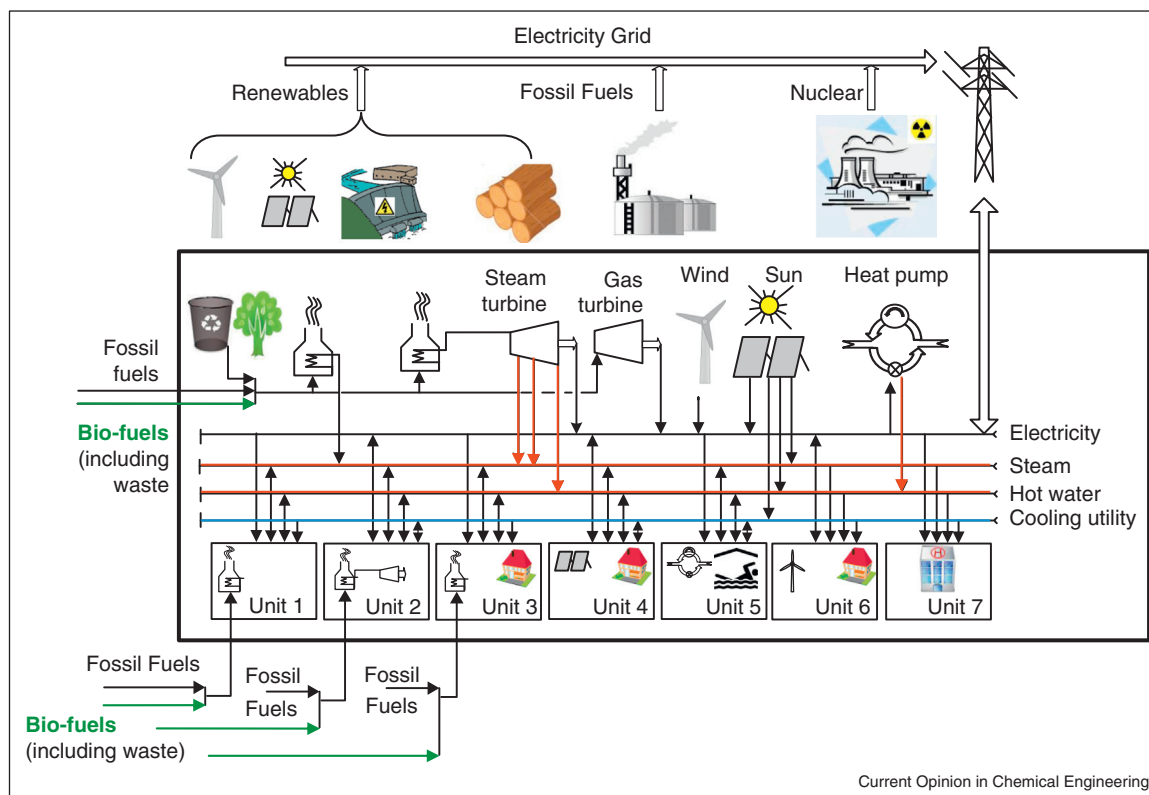 Electricity Grid
Renewables
Fossil Fuels
Nuclear
Steam
turbine
Gas
turbine
Wind
Sun
Heat pump
Fossil
fuels
Bio-fuels
(including
waste
Electricity
Steam
Hot water
Cooling utility
H
Unit 1
Unit 2
Unit 3
Unit 4
Unit 5
Unit 6
Unit 7
Fossil Fuels
Fossil
Fuels
Fossil
Fuels
Bio-fuels
(including waste)
Current Opinion in Chemical Engineering